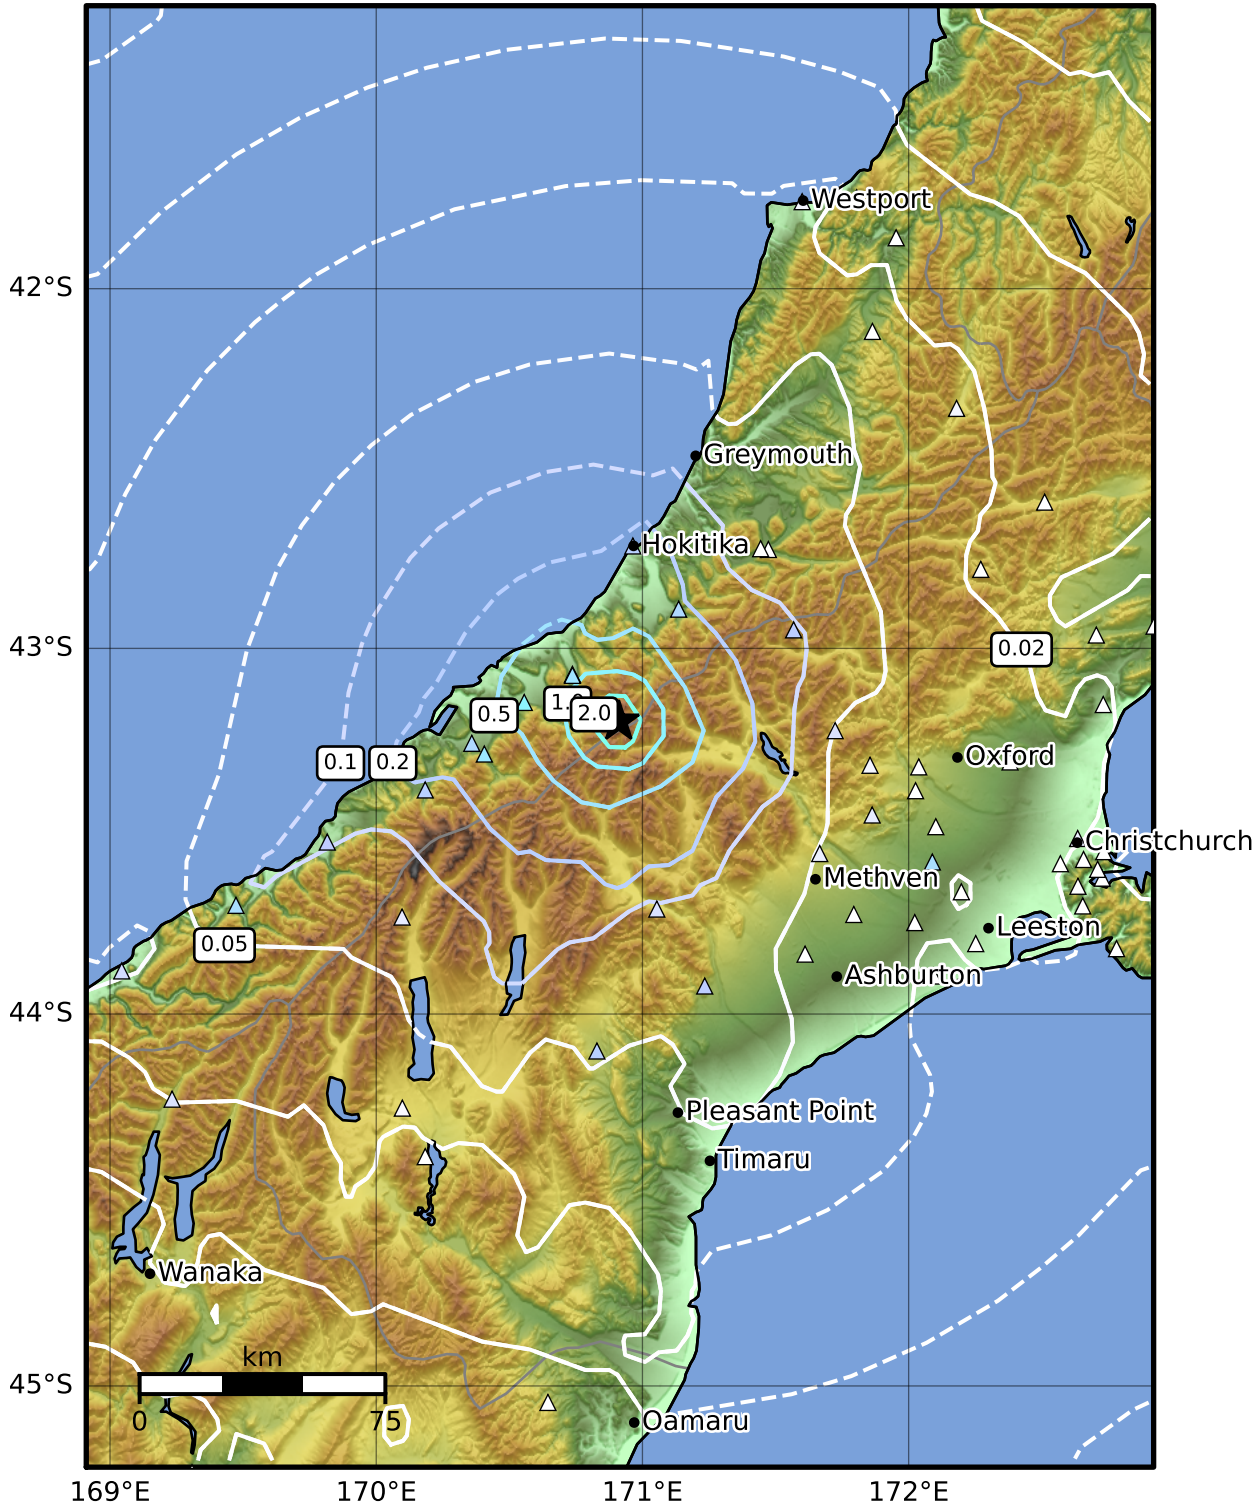 Westport
42°S
Greymouth
Hokitika
43°S
0.02
0.5
2.0
0.1
0.2
Oxford
Christchurch
Methven
Leeston
0.05
Ashburton
44°S
Pleasant Point
Timaru
Wanaka
km
45°S
0
75
Oamaru
169°E
170°E
171°E
172°E